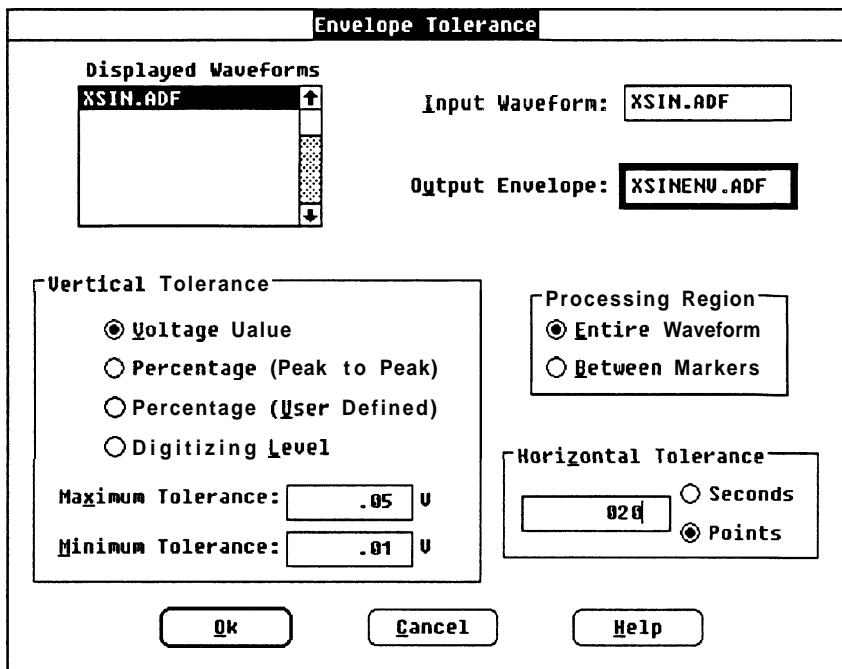 Envelope Tolerance
Displayed Waveforms
XSIN.ADF
Input Waveform: XSIN.ADF
Output Envelope: XSINENV.ADF
Vertical Tolerance
Voltage Value
Percentage (Peak to Peak)
Percentage (User Defined)
Digitizing Level
Maximum Tolerance: .05 V
Minimum Tolerance: .01 V
Processing Region
Entire Waveform
Between Markers
Horizontal Tolerance
020
Seconds
Points
Ok
Cancel
Help